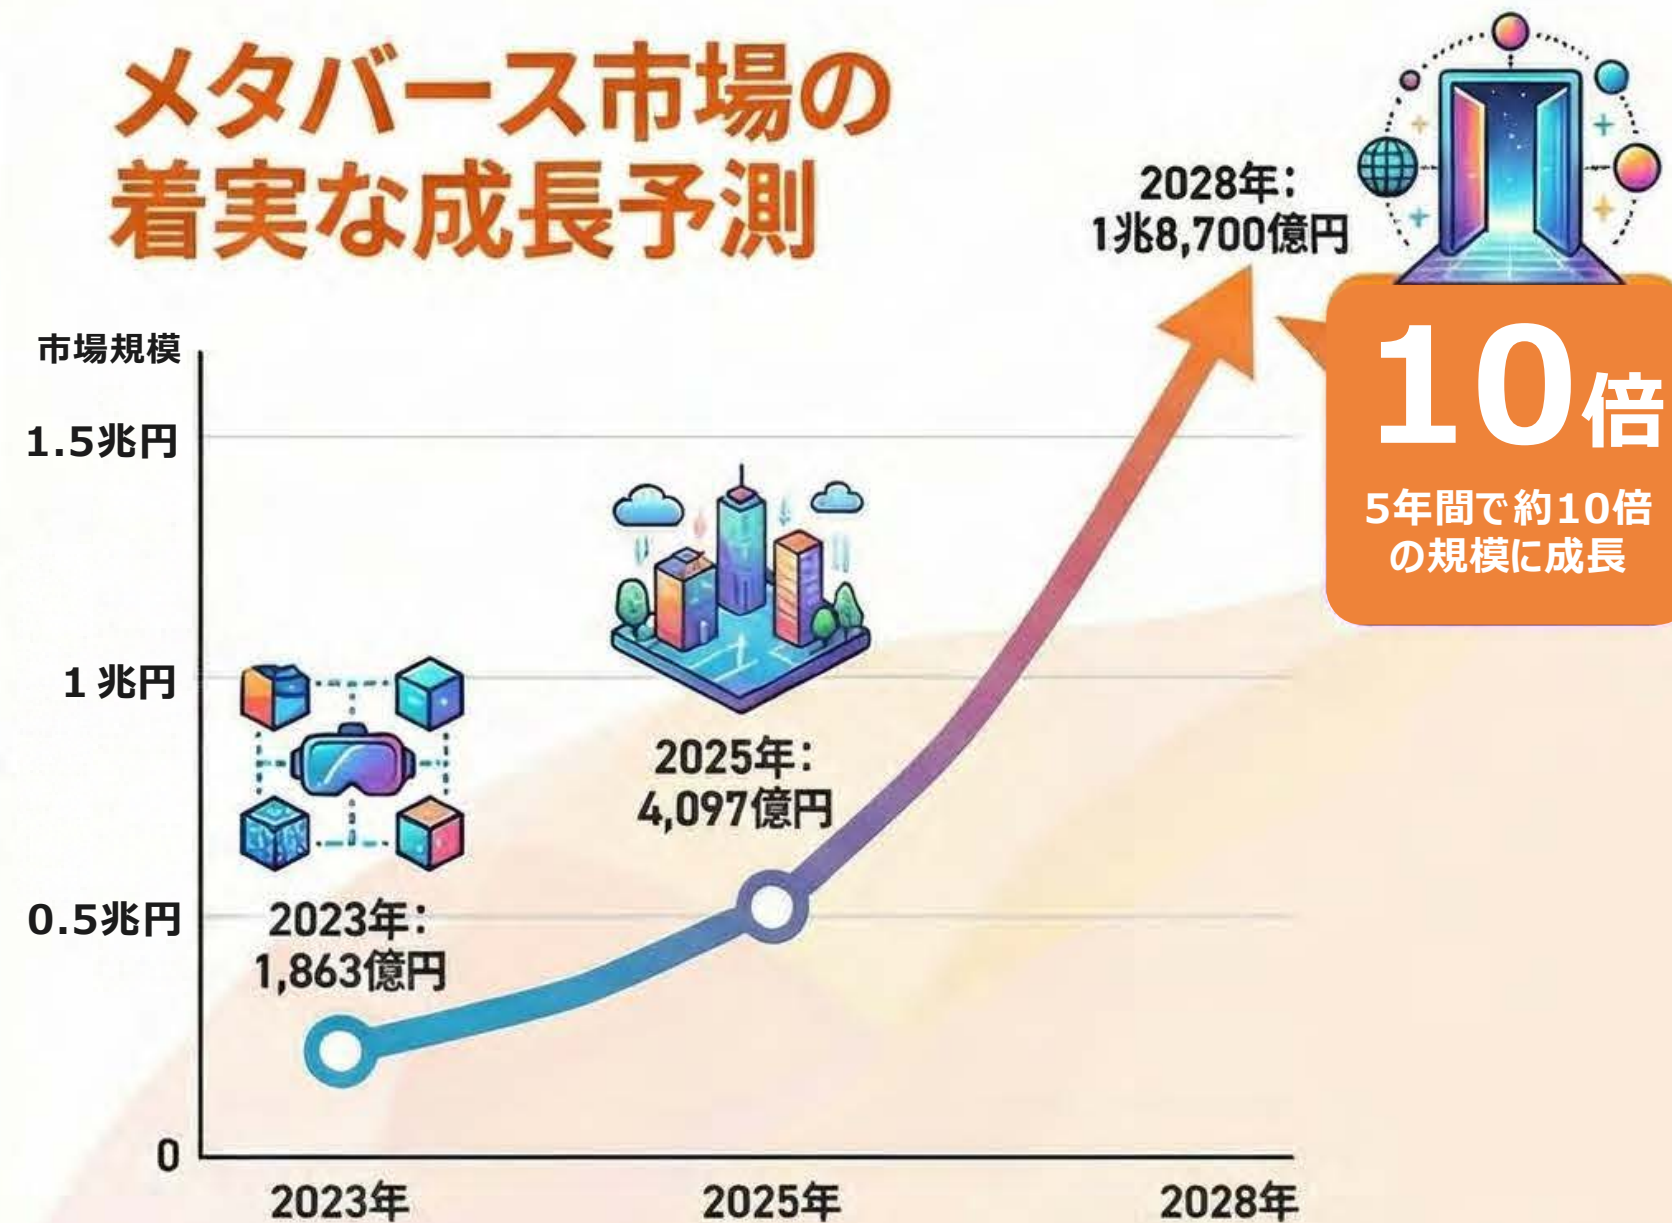 メタバース市場の
着実な成長予測
2028年：
1兆8,700億円
10倍
5年間で約10倍
の規模に成長
市場規模
1.5兆円
1兆円
0.5兆円
0
2025年：
4,097億円
2023年：
1,863億円
2023年
2025年
2028年